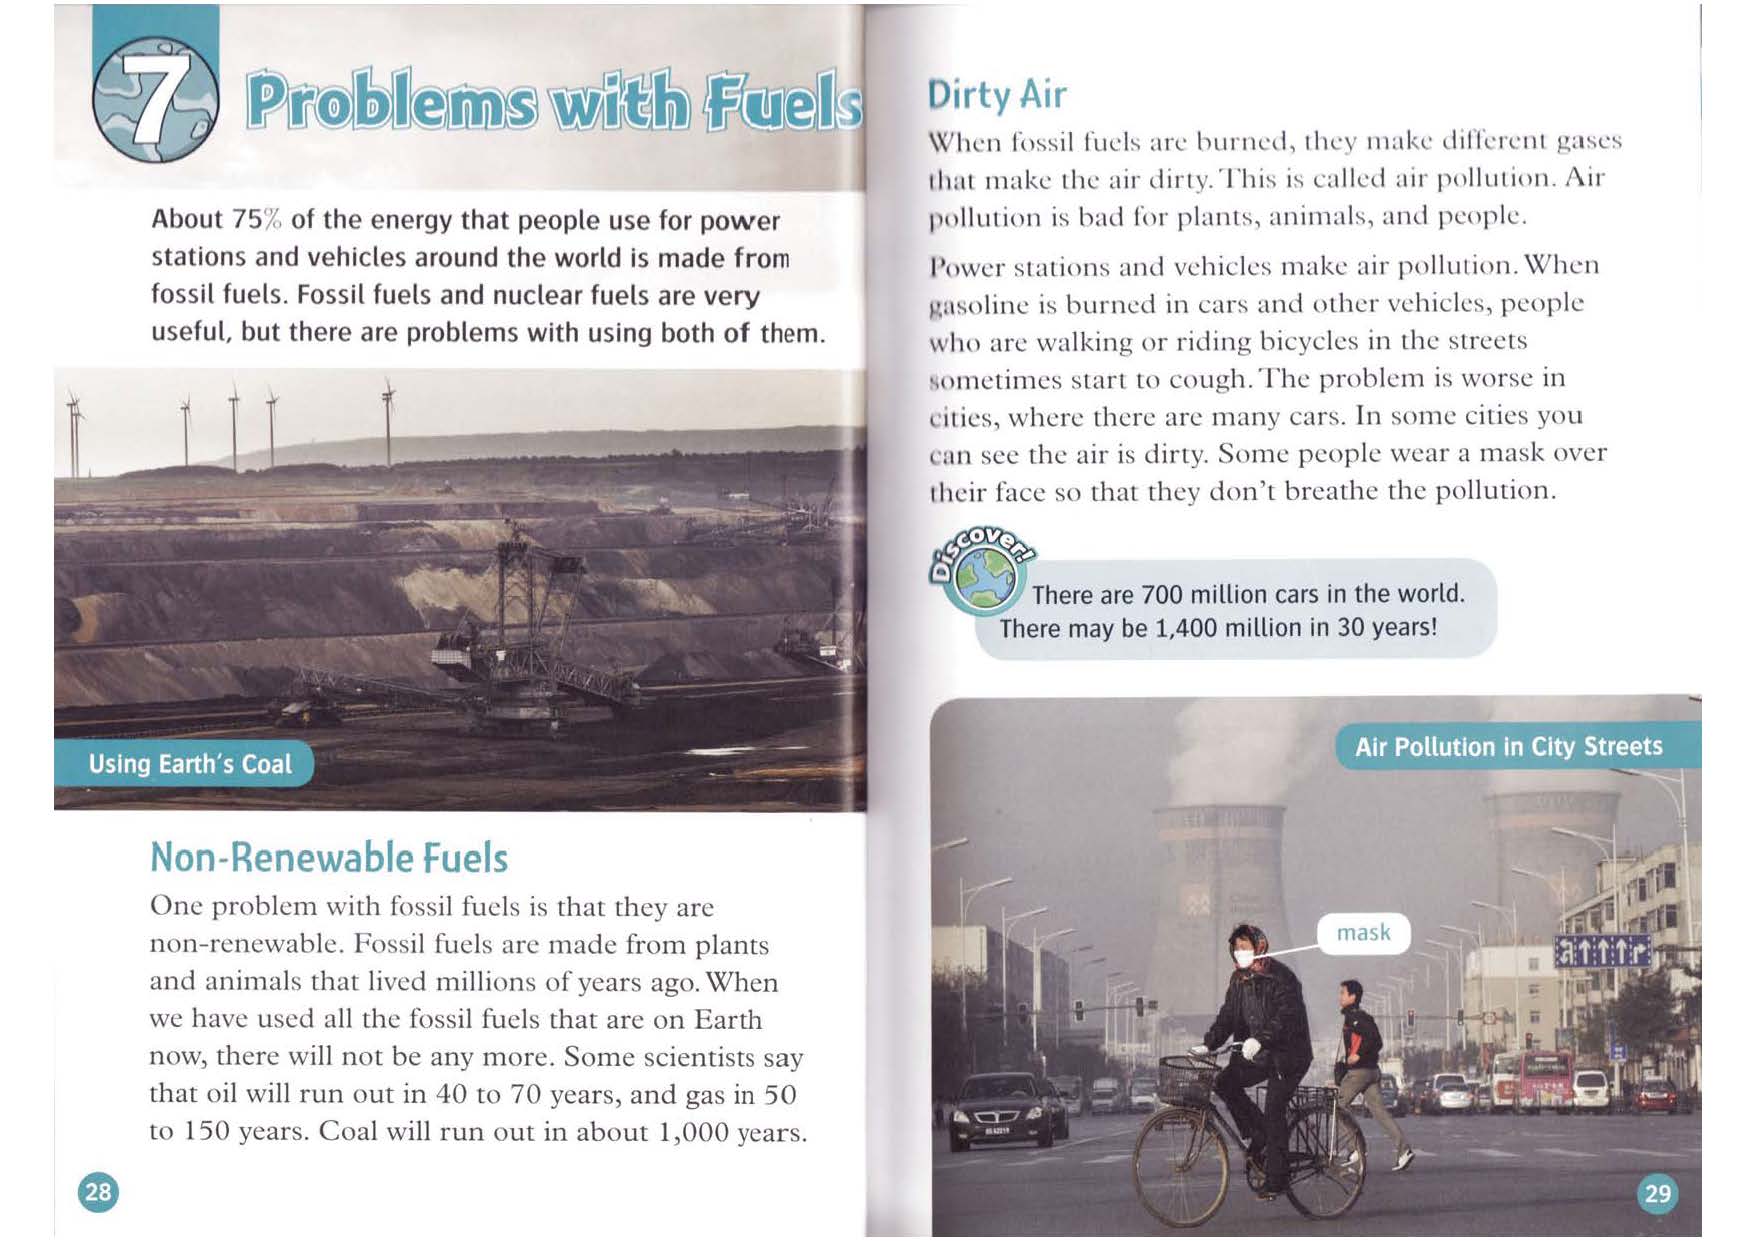 7
Problems with Fuels
About 75% of the energy that people use for power
stations and vehicles around the world is made from
fossil fuels. Fossil fuels and nuclear fuels are very
useful, but there are problems with using both of them.
Using Earth's Coal
Non-Renewable Fuels
One problem with fossil fuels is that they are
non-renewable. Fossil fuels are made from plants
and animals that lived millions of years ago. When
we have used all the fossil fuels that are on Earth
now, there will not be any more. Some scientists say
that oil will run out in 40 to 70 years, and gas in 50
to 150 years. Coal will run out in about 1,000 years.
28
Dirty Air
When fossil fuels are burned, they make different gases
that make the air dirty. This is called air pollution. Air
pollution is bad for plants, animals, and people.
Power stations and vehicles make air pollution. When
gasoline is burned in cars and other vehicles, people
who are walking or riding bicycles in the streets
sometimes start to cough. The problem is worse in
cities, where there are many cars. In some cities you
can see the air is dirty. Some people wear a mask over
their face so that they don't breathe the pollution.
Discover!
There are 700 million cars in the world.
There may be 1,400 million in 30 years!
Air Pollution in City Streets
mask
29